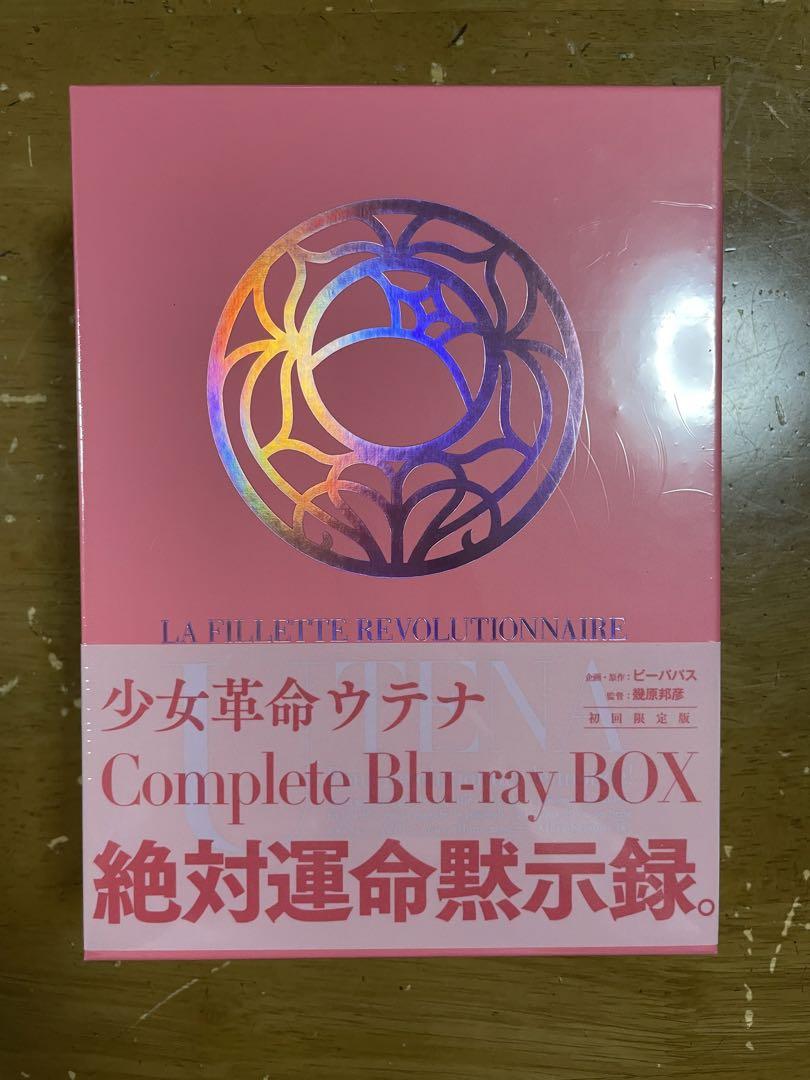 LA FILLETTE REVOLUTIONNAIRE
UTENA
少女革命ウテナ
企画・原作：ビーパパス
監督：幾原邦彦
初回限定版
Complete Blu-ray BOX
絶対運命黙示録。